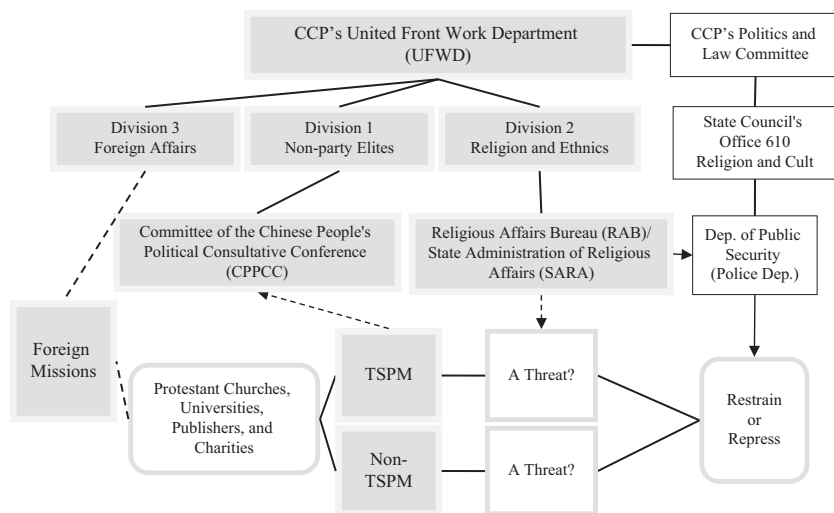 CCP's United Front Work Department
(UFWD)
CCP's Politics and
Law Committee
Division 3
Foreign Affairs
Division 1
Non-party Elites
Division 2
Religion and Ethnics
State Council's
Office 610
Religion and Cult
Committee of the Chinese People's
Political Consultative Conference
(CPPCC)
Religious Affairs Bureau (RAB)/
State Administration of Religious
Affairs (SARA)
Dep. of Public
Security
(Police Dep.)
Foreign
Missions
Protestant Churches,
Universities,
Publishers, and
Charities
TSPM
A Threat?
Non-
TSPM
A Threat?
Restrain
or
Repress